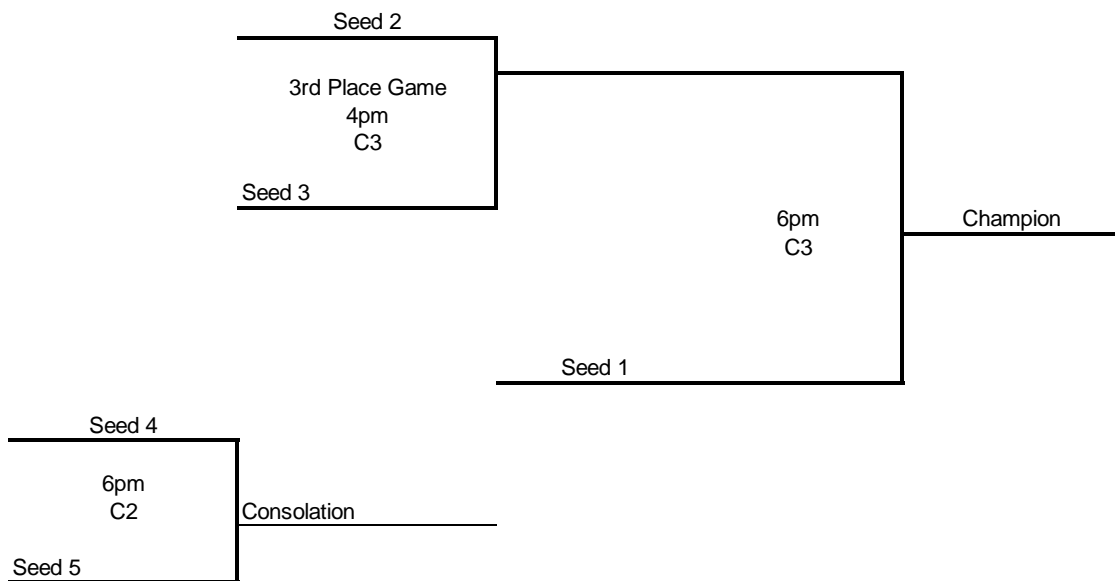 Seed 2
3rd Place Game
4pm
C3
Seed 3
6pm
C3
Champion
Seed 1
Seed 4
6pm
C2
Consolation
Seed 5